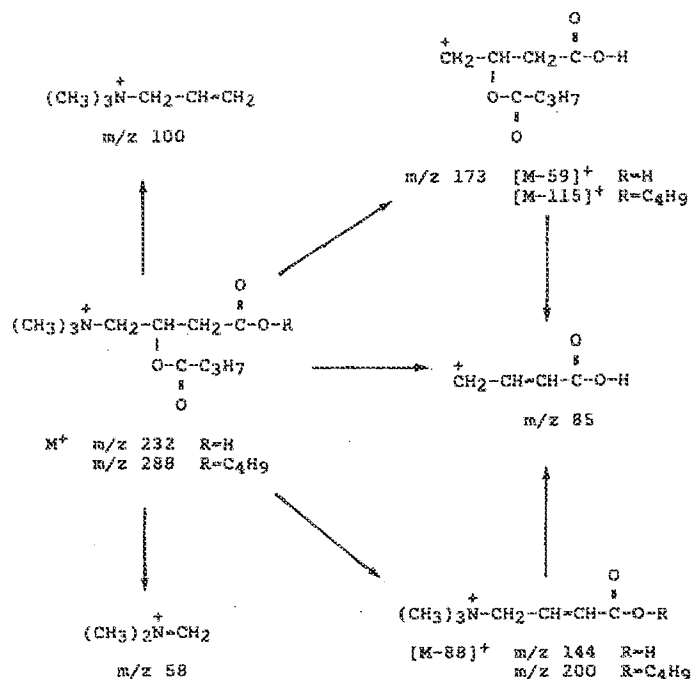 O
+
CH2-CH-CH2-C-O-H
O-C-C3H7
O
m/z 173 [M-59]+ R=H
[M-115]+ R=C4H9
+
(CH3)3N-CH2-CH=CH2
m/z 100
O
+
(CH3)3N-CH2-CH-CH2-C-O-R
O-C-C3H7
O
M+ m/z 232 R=H
m/z 288 R=C4H9
O
+
CH2-CH=CH-C-O-H
m/z 85
+
(CH3)2N=CH2
m/z 58
O
+
(CH3)3N-CH2-CH=CH-C-O-R
[M-88]+ m/z 144 R=H
m/z 200 R=C4H9